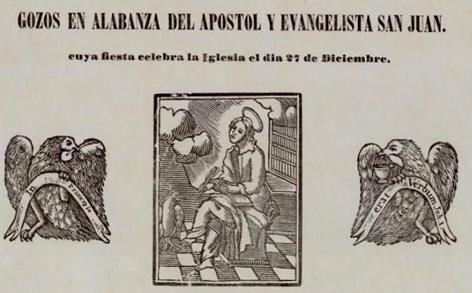 GOZOS EN ALABANZA DEL APOSTOL Y EVANGELISTA SAN JUAN.
cuya fiesta celebra la Iglesia el dia 27 de Diciembre.
In
erat Verbum